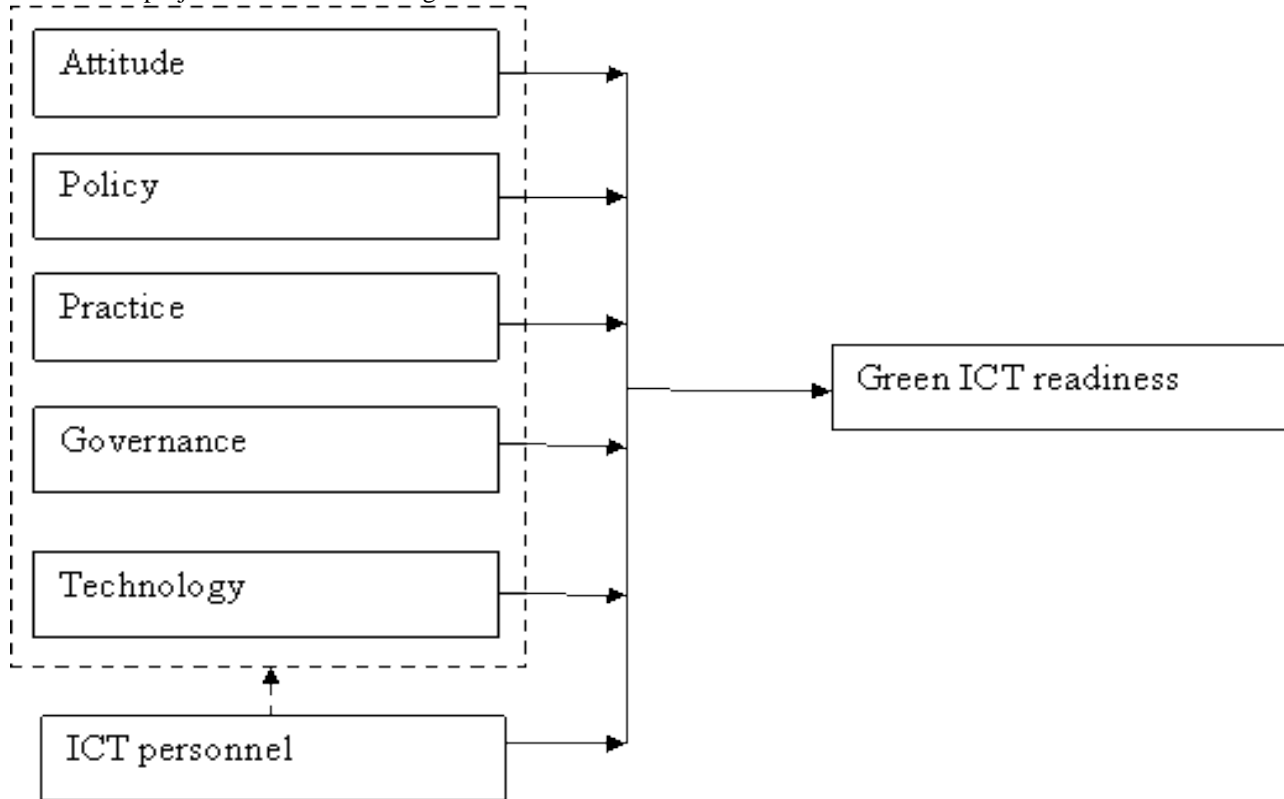 Attitude
Policy
Practice
Governance
Technology
ICT personnel
Green ICT readiness